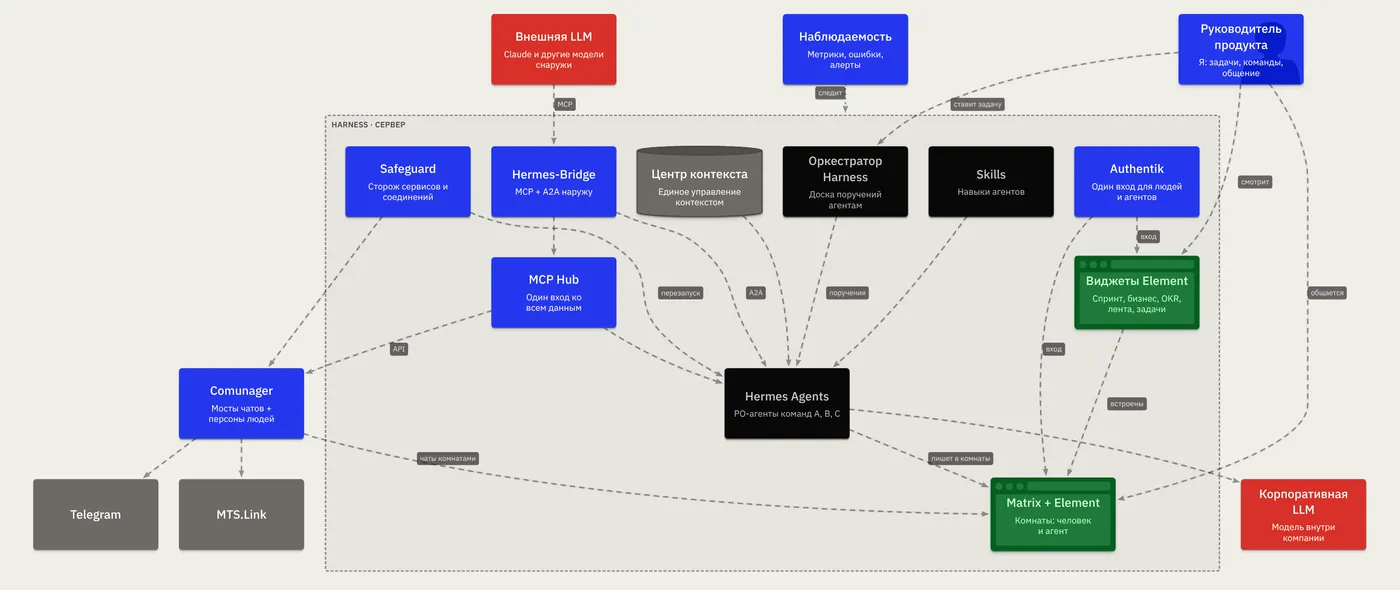 Внешняя LLM
Claude и другие модели
снаружи
Наблюдаемость
Метрики, ошибки,
алерты
Руководитель
продукта
Я: задачи, команды,
общение
MCP
следит
ставит задачу
HARNESS · СЕРВЕР
Safeguard
Сторож сервисов и
соединений
Hermes-Bridge
MCP + A2A наружу
Центр контекста
Единое управление
контекстом
Оркестратор
Harness
Доска поручений
агентам
Skills
Навыки агентов
Authentik
Один вход для людей
и агентов
смотрит
вход
MCP Hub
Один вход ко
всем данным
Виджеты Element
Спринт, бизнес, OKR,
лента, задачи
перезапуск
A2A
поручения
общается
API
вход
Comunager
Мосты чатов +
персоны людей
Hermes Agents
PO-агенты команд A, B, C
встроены
чаты комнатами
пишет в комнаты
Telegram
MTS.Link
Matrix + Element
Комнаты: человек
и агент
Корпоративная
LLM
Модель внутри
компании